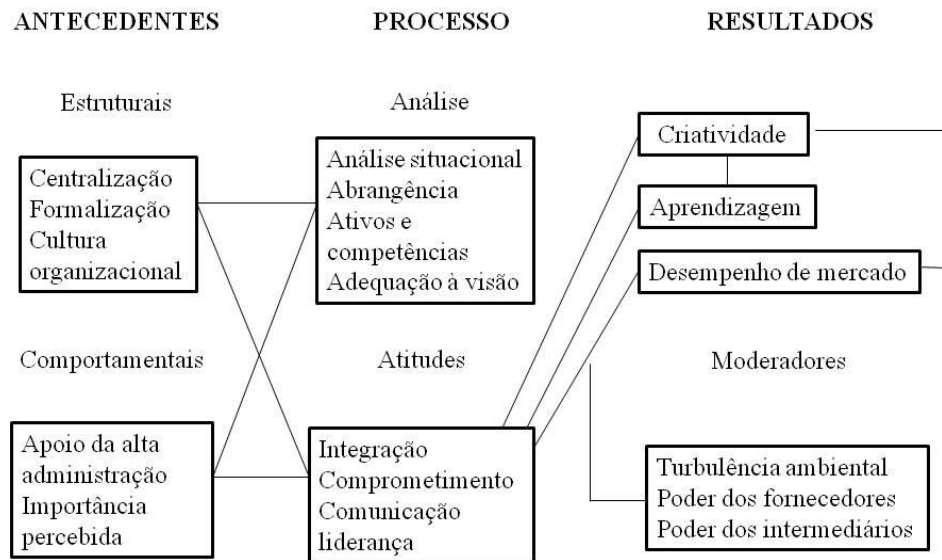 ANTECEDENTES
PROCESSO
RESULTADOS
Estruturais
Centralização
Formalização
Cultura
organizacional
Comportamentais
Apoio da alta
administração
Importância
percebida
Análise
Análise situacional
Abrangência
Ativos e
competências
Adequação à visão
Atitudes
Integração
Comprometimento
Comunicação
liderança
Criatividade
Aprendizagem
Desempenho de mercado
Moderadores
Turbulência ambiental
Poder dos fornecedores
Poder dos intermediários